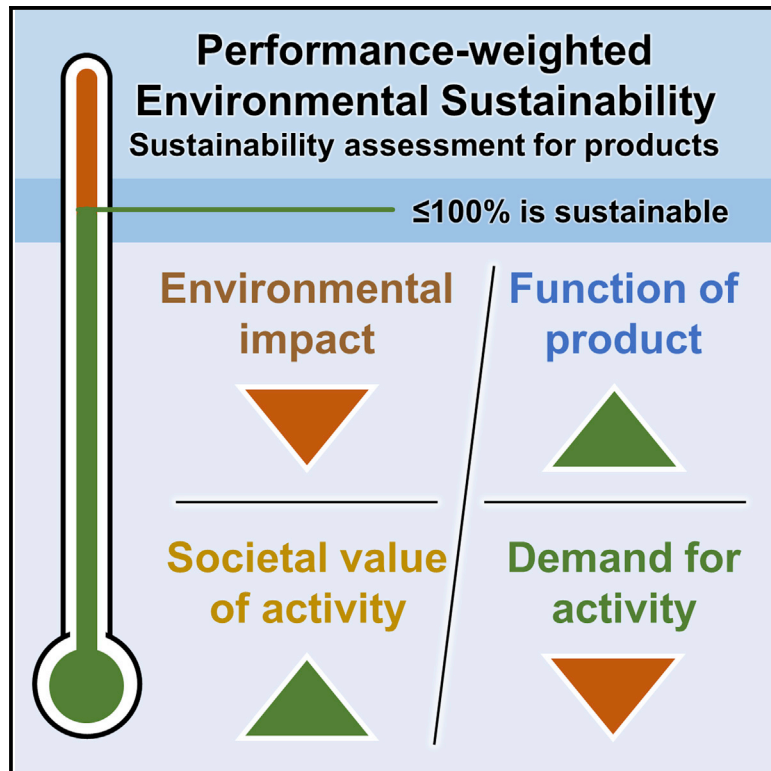 Performance-weighted
Environmental Sustainability
Sustainability assessment for products
≤100% is sustainable
Environmental
impact
Function of
product
Societal value
of activity
Demand for
activity